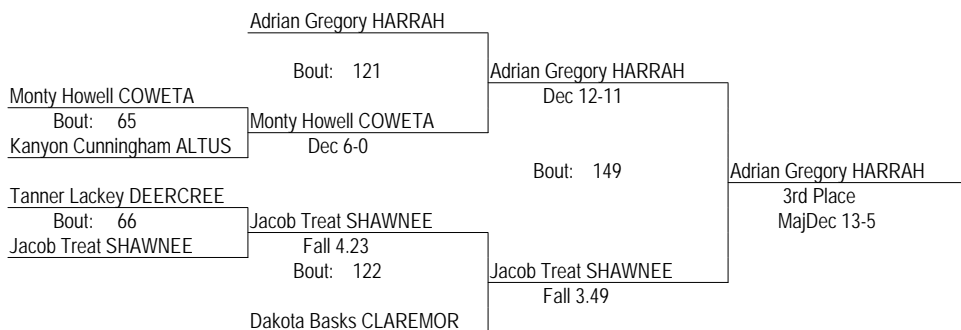 Adrian Gregory HARRAH
Bout: 121
Adrian Gregory HARRAH
Dec 12-11
Monty Howell COWETA
Bout: 65
Monty Howell COWETA
Kanyon Cunningham ALTUS
Dec 6-0
Bout: 149
Adrian Gregory HARRAH
3rd Place
MajDec 13-5
Tanner Lackey DEERCREE
Bout: 66
Jacob Treat SHAWNEE
Jacob Treat SHAWNEE
Fall 4.23
Bout: 122
Jacob Treat SHAWNEE
Fall 3.49
Dakota Basks CLAREMOR